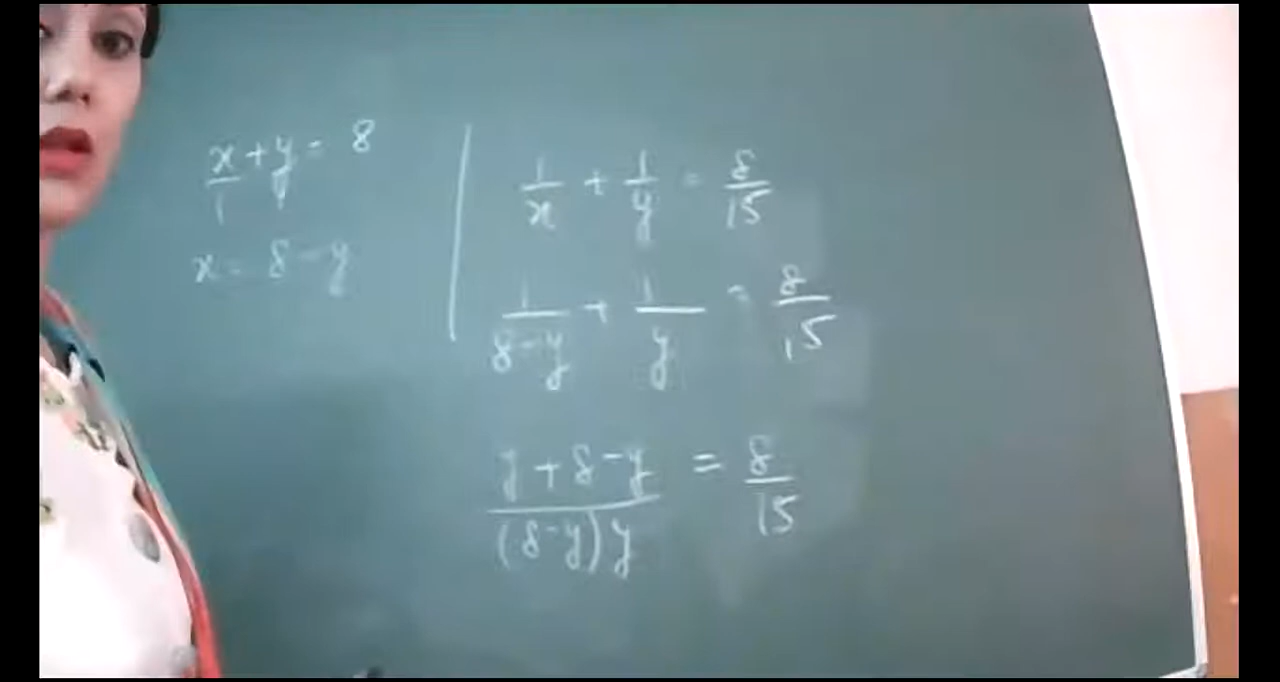 x/1 + y/1 = 8
x = 8 - y
1/x + 1/y = 8/15
1/(8-y) + 1/y = 8/15
(y + 8 - y)/((8-y)y) = 8/15